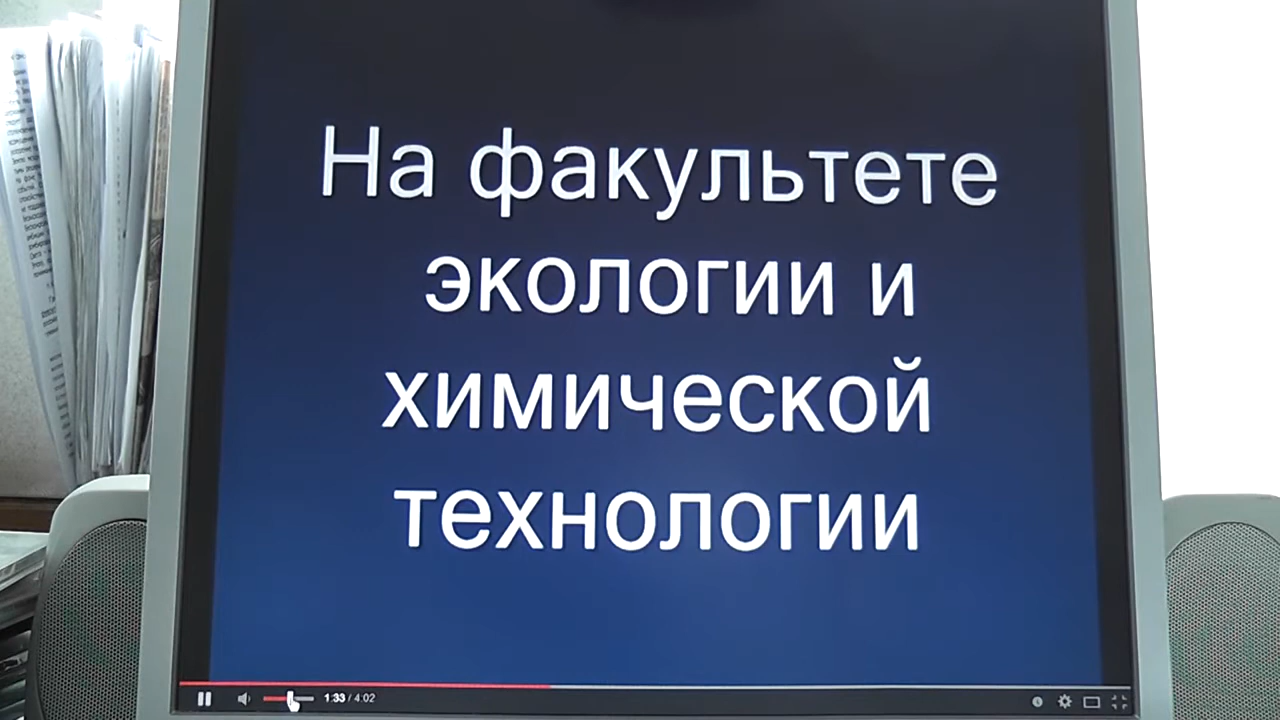 На факультете
экологии и
химической
технологии
1:33 / 4:02